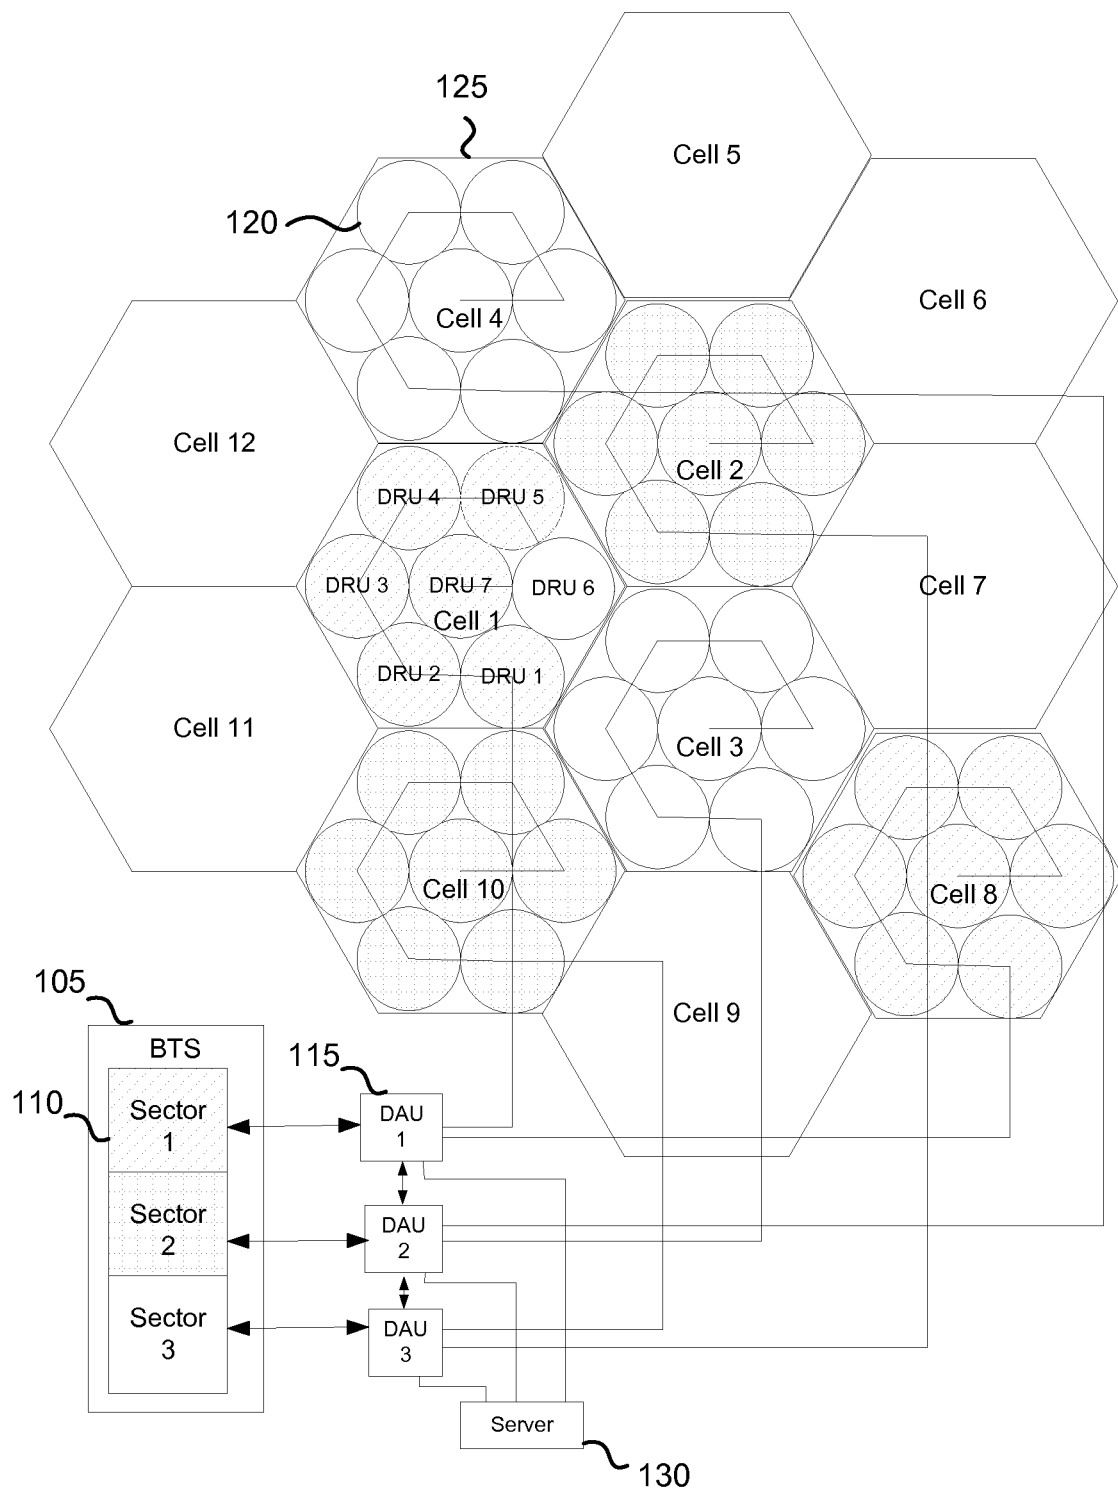 125
Cell 5
120
Cell 6
Cell 4
Cell 12
Cell 2
DRU 4
DRU 5
DRU 3
DRU 7
DRU 6
Cell 7
Cell 1
DRU 2
DRU 1
Cell 11
Cell 3
Cell 10
Cell 8
105
Cell 9
BTS
115
110
Sector
1
DAU
1
Sector
2
DAU
2
Sector
3
DAU
3
Server
130